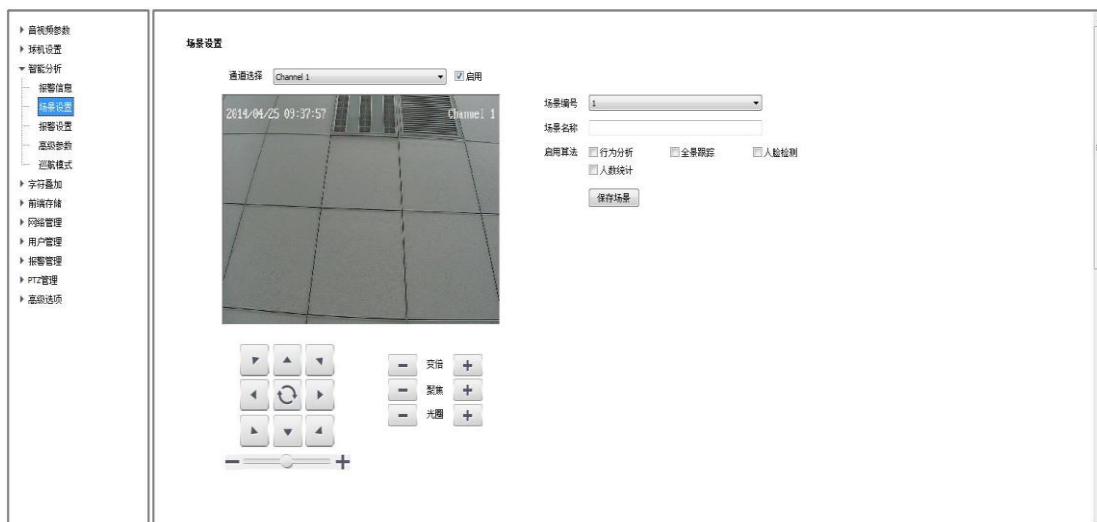 音视频参数
球机设置
智能分析
报警信息
场景设置
报警设置
高级参数
巡航模式
字符叠加
前端存储
网络管理
用户管理
报警管理
PTZ管理
高级选项
场景设置
通道选择 Channel 1 启用
2014/04/25 09:37:57 Channel 1
场景编号 1
场景名称
启用算法 行为分析 全景跟踪 人脸检测
人数统计
保存场景
变倍
聚焦
光圈